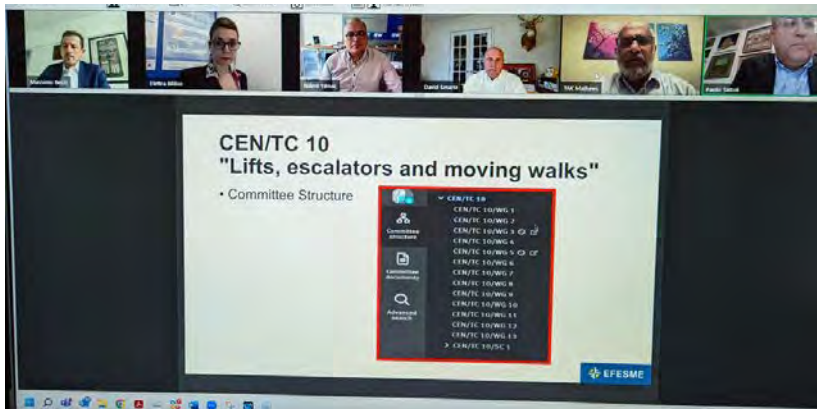 CEN/TC 10
"Lifts, escalators and moving walks"
• Committee Structure
CEN/TC 10
CEN/TC 10/WG 1
CEN/TC 10/WG 2
Committee structure
CEN/TC 10/WG 3
CEN/TC 10/WG 4
CEN/TC 10/WG 5
CEN/TC 10/WG 6
Committee documents
CEN/TC 10/WG 7
CEN/TC 10/WG 8
CEN/TC 10/WG 9
CEN/TC 10/WG 10
Advanced search
CEN/TC 10/WG 11
CEN/TC 10/WG 12
CEN/TC 10/WG 13
CEN/TC 10/SC 1
EFESME